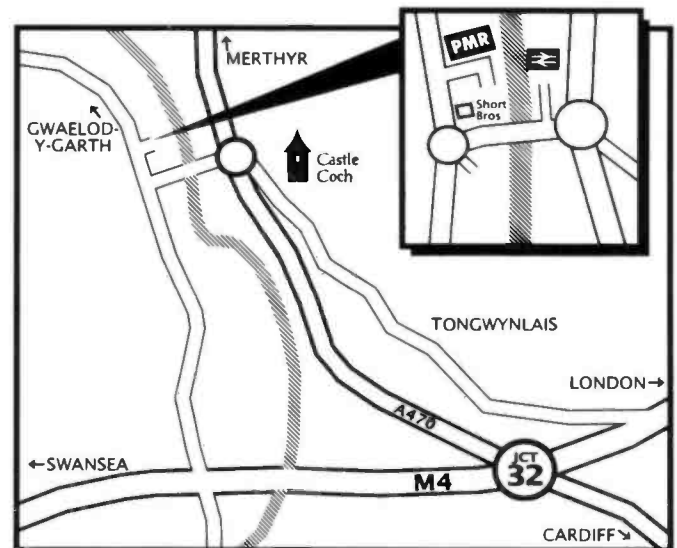 MERTHYR
PMR
Short
Bros
GWAELOD-
Y-GARTH
Castle
Coch
TONGWYNLAIS
LONDON→
A470
←SWANSEA
JCT
32
M4
CARDIFF